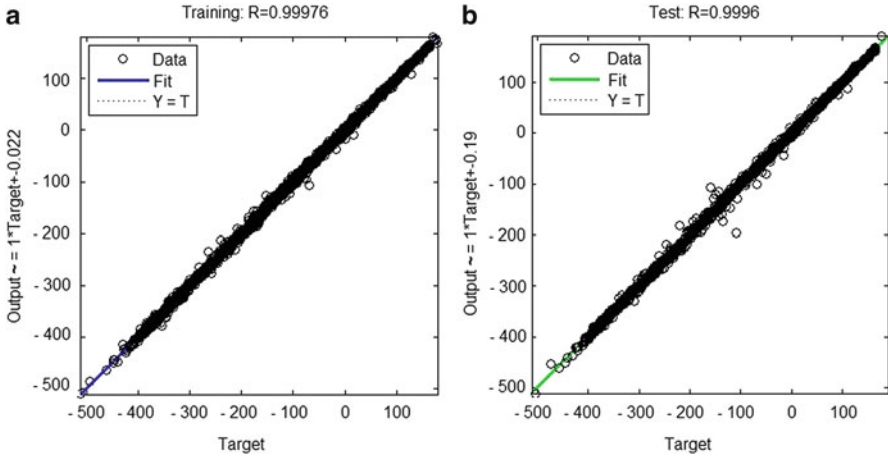 a
Training: R=0.99976
Output ~ = 1*Target+-0.022
100
0
- 100
- 200
- 300
- 400
- 500
Data
Fit
Y = T
- 500
- 400
- 300
- 200
- 100
0
100
Target
b
Test: R=0.9996
Output ~ = 1*Target+-0.19
100
0
- 100
- 200
- 300
- 400
- 500
Data
Fit
Y = T
- 500
- 400
- 300
- 200
- 100
0
100
Target